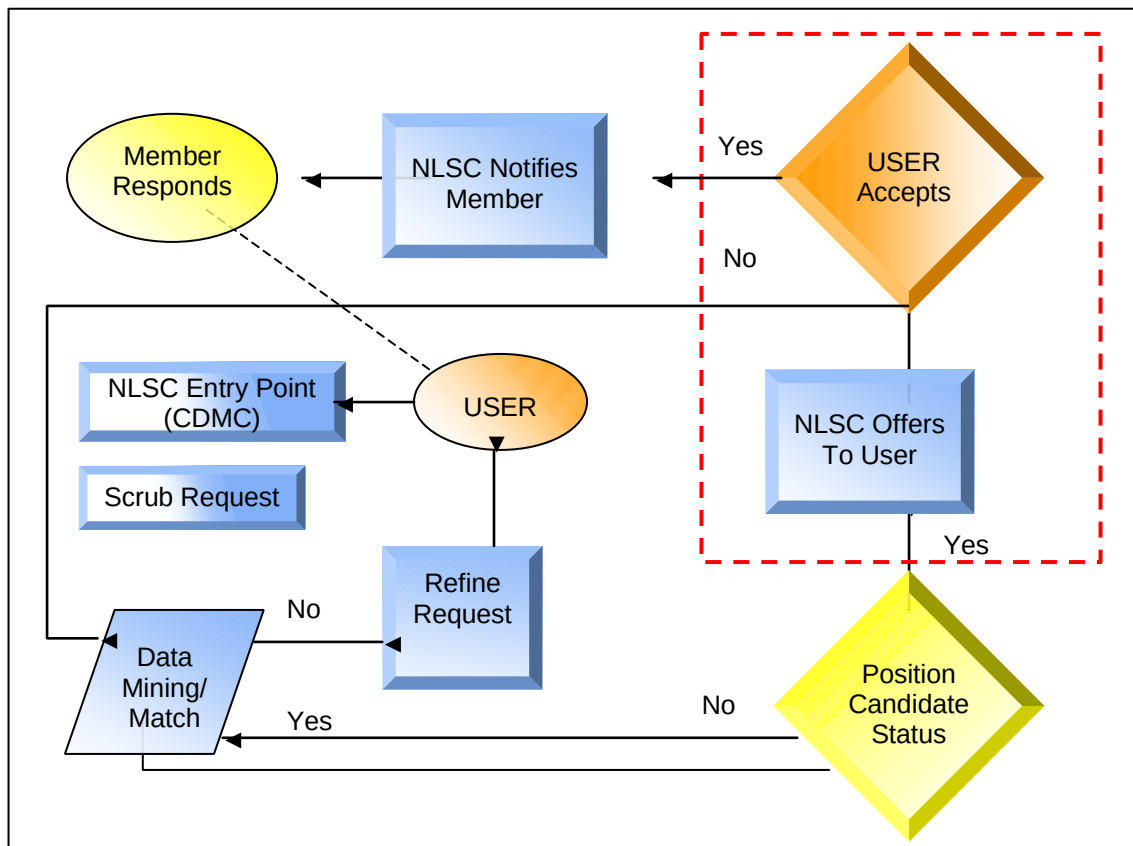 Member
Responds
NLSC Notifies
Member
Yes
USER
Accepts
No
NLSC Entry Point
(CDMC)
USER
NLSC Offers
To User
Scrub Request
Yes
Refine
Request
No
Data
Mining/
Match
Yes
No
Position
Candidate
Status